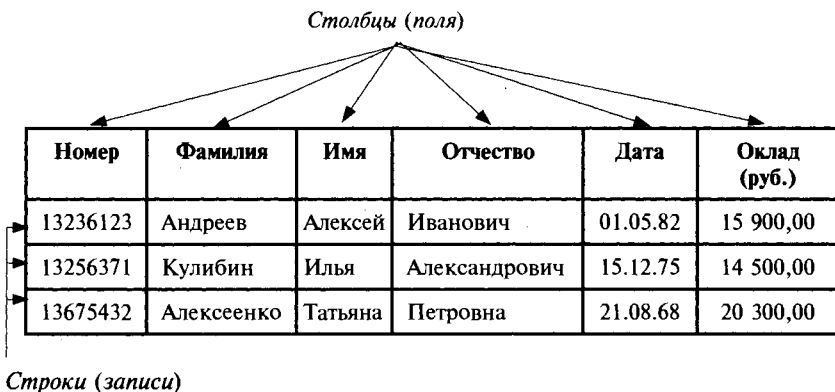 Столбцы (поля)
Номер Фамилия Имя Отчество Дата Оклад (руб.)
13236123 Андреев Алексей Иванович 01.05.82 15 900,00
13256371 Кулибин Илья Александрович 15.12.75 14 500,00
13675432 Алексеенко Татьяна Петровна 21.08.68 20 300,00
Строки (записи)